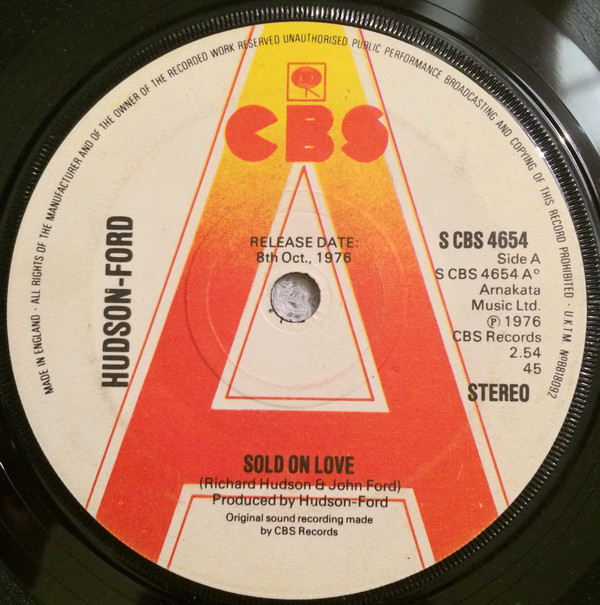 MADE IN ENGLAND · ALL RIGHTS OF THE MANUFACTURER AND OF THE OWNER OF THE RECORDED WORK RESERVED UNAUTHORISED PUBLIC PERFORMANCE BROADCASTING AND COPYING OF THIS RECORD PROHIBITED · U.K.T.M. No.B818092
CBS
HUDSON-FORD
RELEASE DATE:
8th Oct., 1976
S CBS 4654
Side A
S CBS 4654 A°
Arnakata
Music Ltd.
℗ 1976
CBS Records
2.54
45
STEREO
SOLD ON LOVE
(Richard Hudson & John Ford)
Produced by Hudson-Ford
Original sound recording made
by CBS Records
A